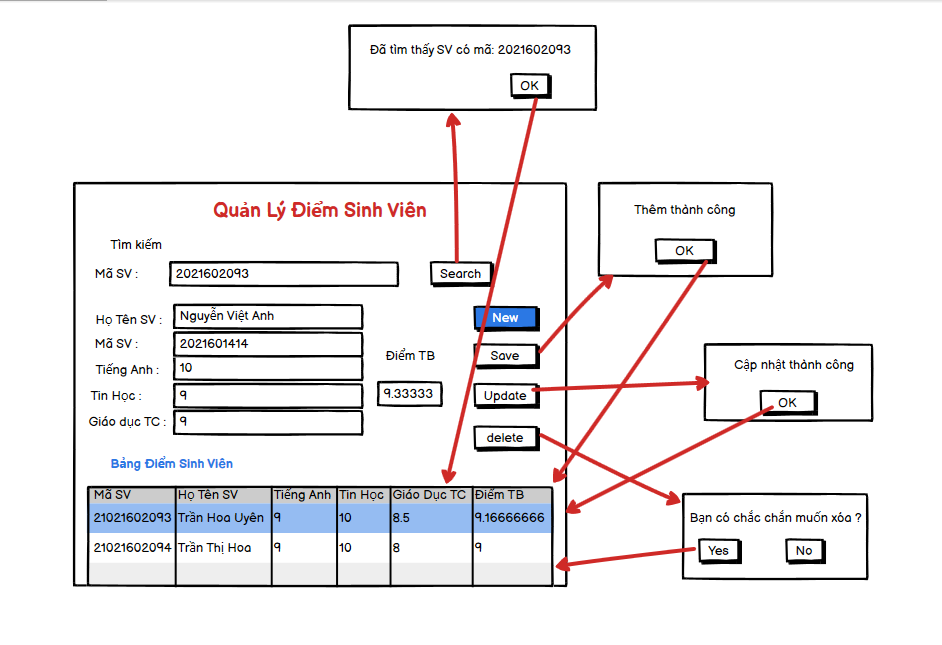 Đã tìm thấy SV có mã: 2021602093
OK
Quản Lý Điểm Sinh Viên
Tìm kiếm
Mã SV : 2021602093 Search
Họ Tên SV : Nguyễn Việt Anh New
Mã SV : 2021601414 Điểm TB Save
Tiếng Anh : 10
Tin Học : 9 9.33333 Update
Giáo dục TC : 9 delete
Bảng Điểm Sinh Viên
Mã SV Họ Tên SV Tiếng Anh Tin Học Giáo Dục TC Điểm TB
21021602093 Trần Hoa Uyên 9 10 8.5 9.16666666
21021602094 Trần Thị Hoa 9 10 8 9
Thêm thành công
OK
Cập nhật thành công
OK
Bạn có chắc chắn muốn xóa ?
Yes No